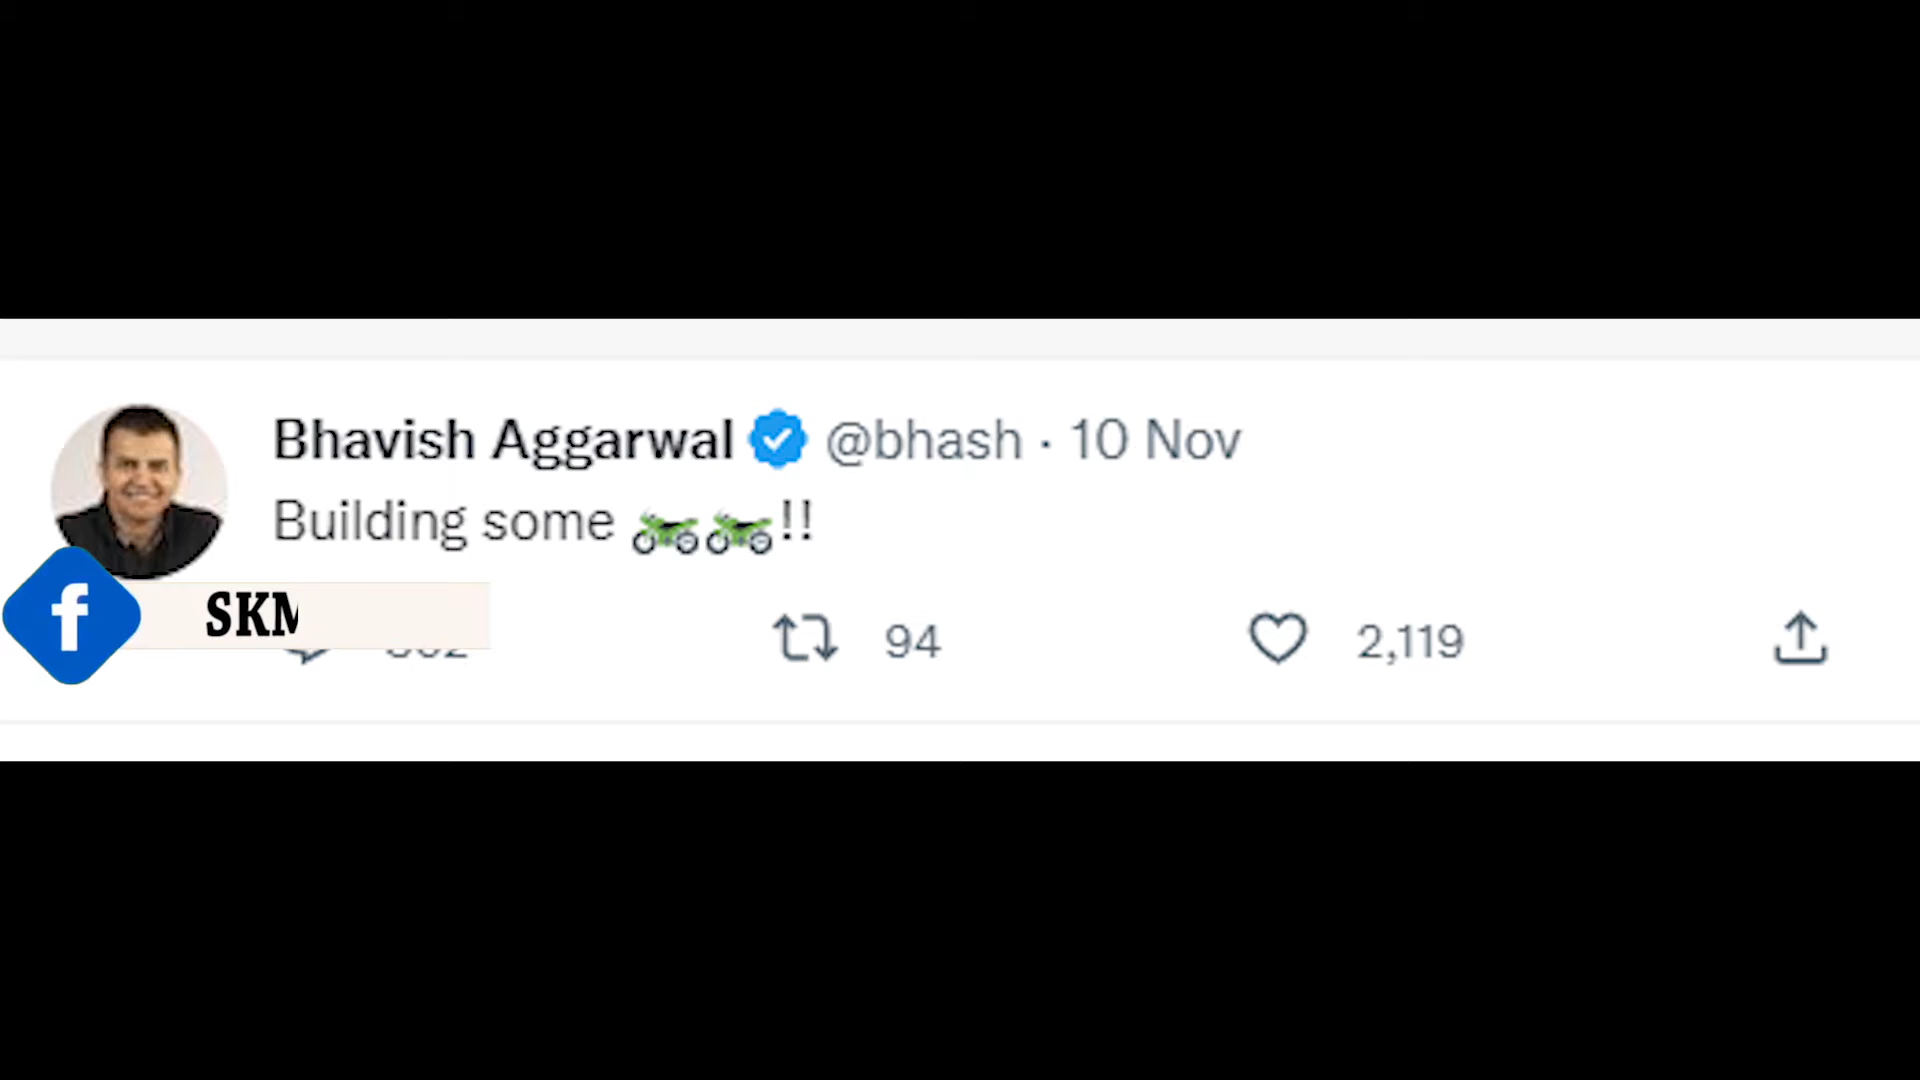 Bhavish Aggarwal @bhash · 10 Nov
Building some 🏍🏍!!
f SKM
94 2,119